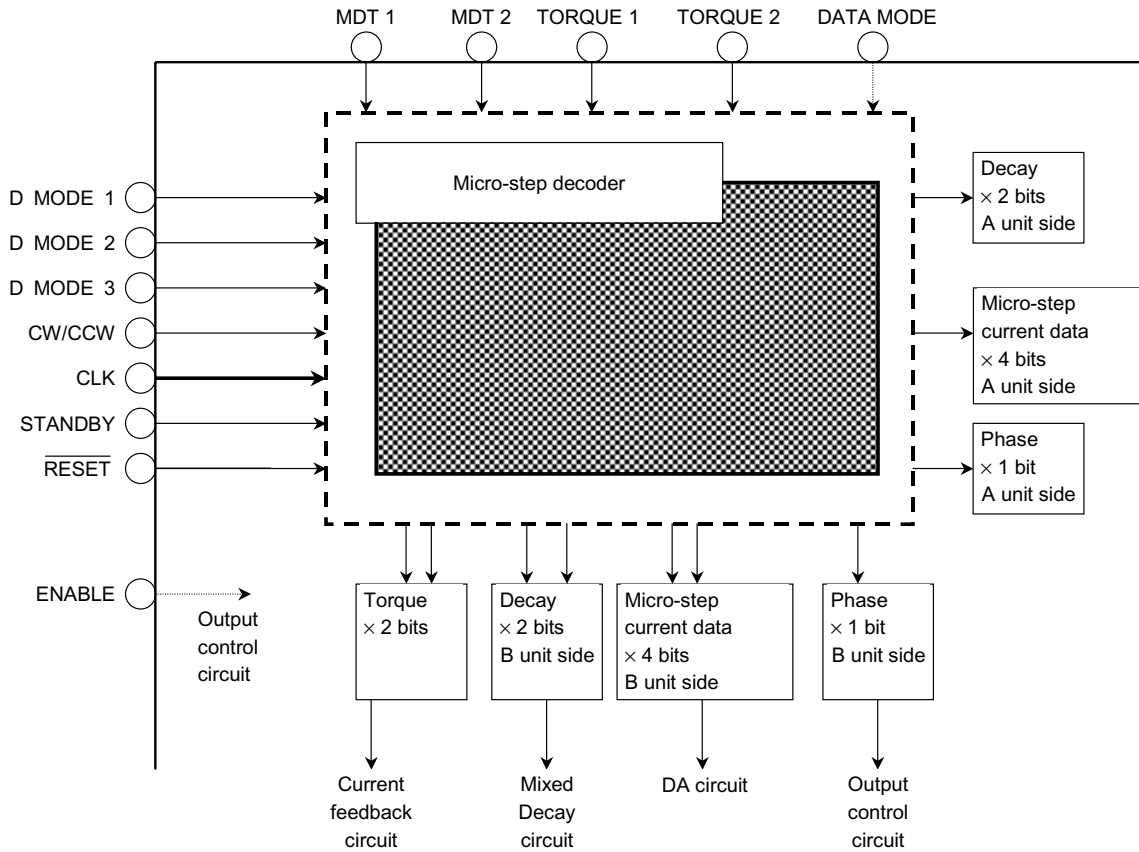 MDT 1
MDT 2
TORQUE 1
TORQUE 2
DATA MODE
D MODE 1
D MODE 2
D MODE 3
CW/CCW
CLK
STANDBY
RESET
ENABLE
Output
control
circuit
Micro-step decoder
Decay
× 2 bits
A unit side
Micro-step
current data
× 4 bits
A unit side
Phase
× 1 bit
A unit side
Torque
× 2 bits
Decay
× 2 bits
B unit side
Micro-step
current data
× 4 bits
B unit side
Phase
× 1 bit
B unit side
Current
feedback
circuit
Mixed
Decay
circuit
DA circuit
Output
control
circuit